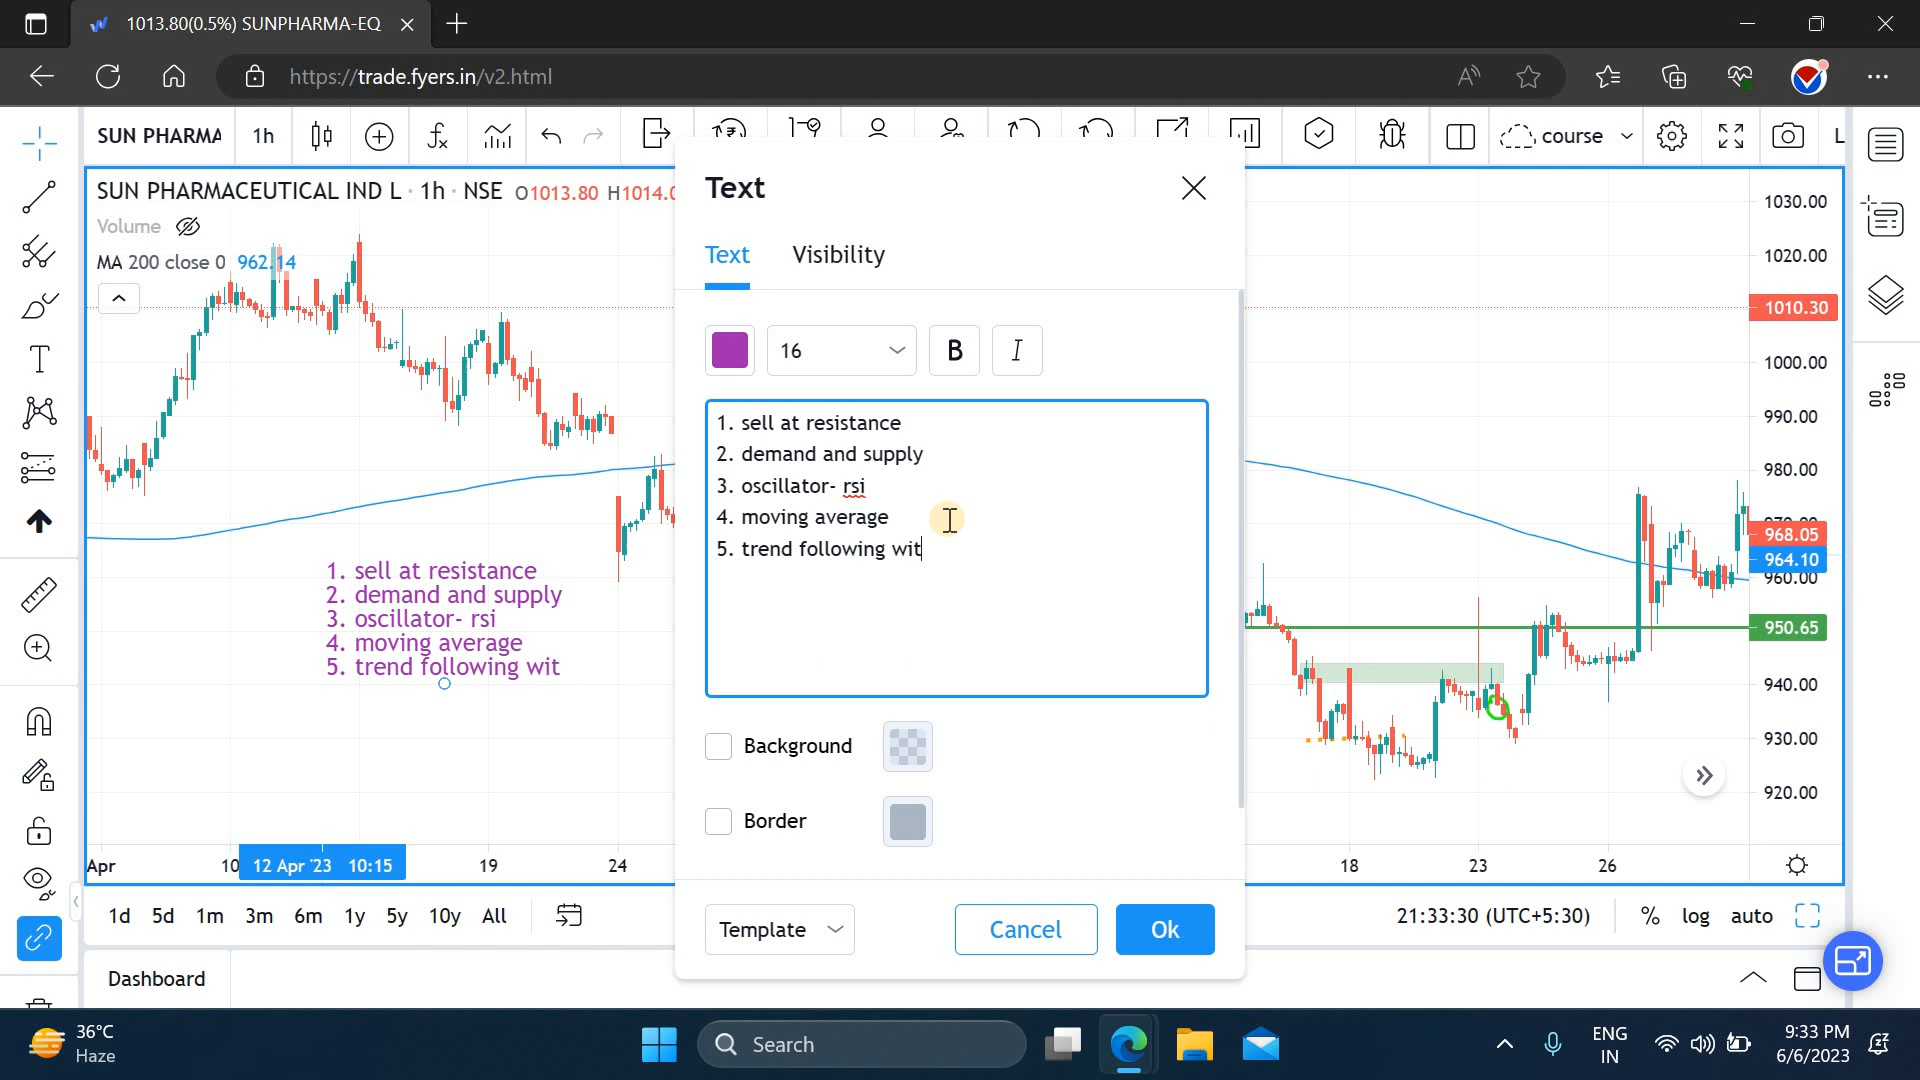 1013.80(0.5%) SUNPHARMA-EQ
https://trade.fyers.in/v2.html
SUN PHARMA
1h
course
SUN PHARMACEUTICAL IND L · 1h · NSE O1013.80 H1014.0
Volume
MA 200 close 0 962.14
1. sell at resistance
2. demand and supply
3. oscillator- rsi
4. moving average
5. trend following wit
Text
Text
Visibility
16
B
I
1. sell at resistance
2. demand and supply
3. oscillator- rsi
4. moving average
5. trend following wit
Background
Border
Template
Cancel
Ok
1030.00
1020.00
1010.30
1000.00
990.00
980.00
968.05
964.10
960.00
950.65
940.00
930.00
920.00
Apr
10
12 Apr '23 10:15
19
24
18
23
26
1d 5d 1m 3m 6m 1y 5y 10y All
21:33:30 (UTC+5:30)
% log auto
Dashboard
36°C
Haze
Search
ENG
IN
9:33 PM
6/6/2023